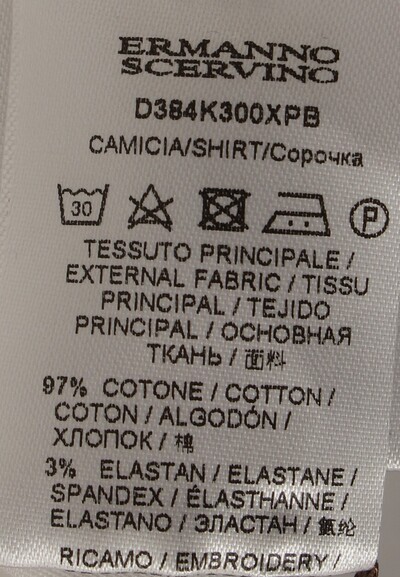 ERMANNO
SCERVINO
D384K300XPB
CAMICIA/SHIRT/Сорочка
30
P
TESSUTO PRINCIPALE /
EXTERNAL FABRIC / TISSU
PRINCIPAL / TEJIDO
PRINCIPAL / ОСНОВНАЯ
ТКАНЬ / 面料
97% COTONE / COTTON /
COTON / ALGODÓN /
ХЛОПОК / 棉
3% ELASTAN / ELASTANE /
SPANDEX / ÉLASTHANNE /
ELASTANO / ЭЛАСТАН / 氨纶
RICAMO / EMBROIDERY /